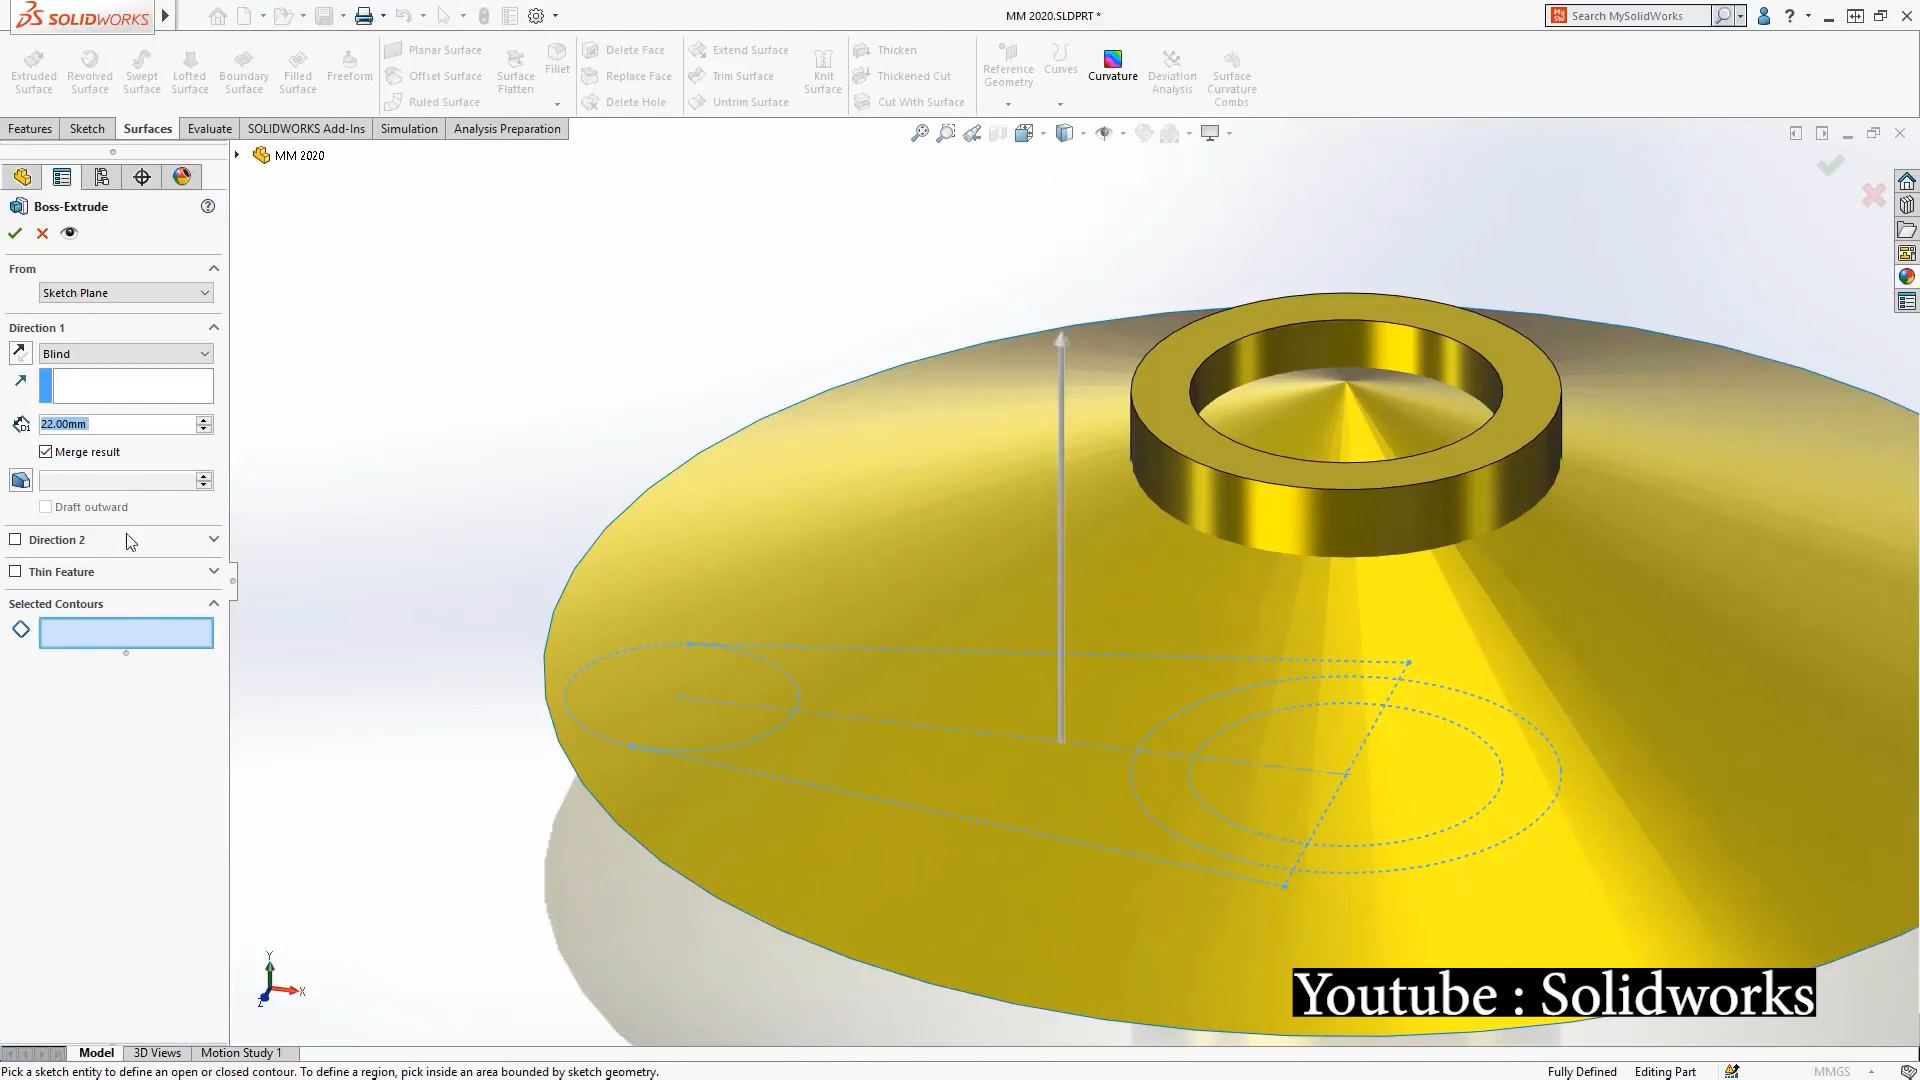 SOLIDWORKS
MM 2020.SLDPRT *
Search MySolidWorks
Extruded Surface
Revolved Surface
Swept Surface
Lofted Surface
Boundary Surface
Filled Surface
Freeform
Planar Surface
Offset Surface
Ruled Surface
Surface Flatten
Fillet
Delete Face
Replace Face
Delete Hole
Extend Surface
Trim Surface
Untrim Surface
Knit Surface
Thicken
Thickened Cut
Cut With Surface
Reference Geometry
Curves
Curvature
Deviation Analysis
Surface Curvature Combs
Features
Sketch
Surfaces
Evaluate
SOLIDWORKS Add-Ins
Simulation
Analysis Preparation
MM 2020
Boss-Extrude
From
Sketch Plane
Direction 1
Blind
22.00mm
Merge result
Draft outward
Direction 2
Thin Feature
Selected Contours
Y
X
Z
Youtube : Solidworks
Model
3D Views
Motion Study 1
Pick a sketch entity to define an open or closed contour. To define a region, pick inside an area bounded by sketch geometry.
Fully Defined
Editing Part
MMGS